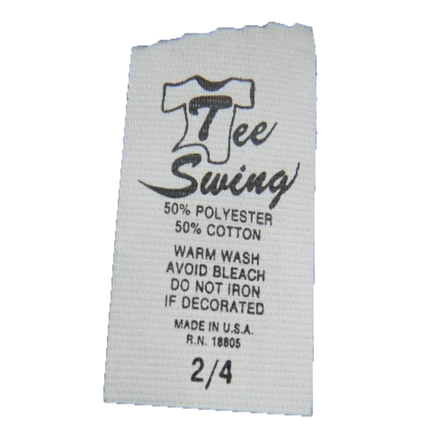 Tee
Swing
50% POLYESTER
50% COTTON
WARM WASH
AVOID BLEACH
DO NOT IRON
IF DECORATED
MADE IN U.S.A.
R.N. 18805
2/4